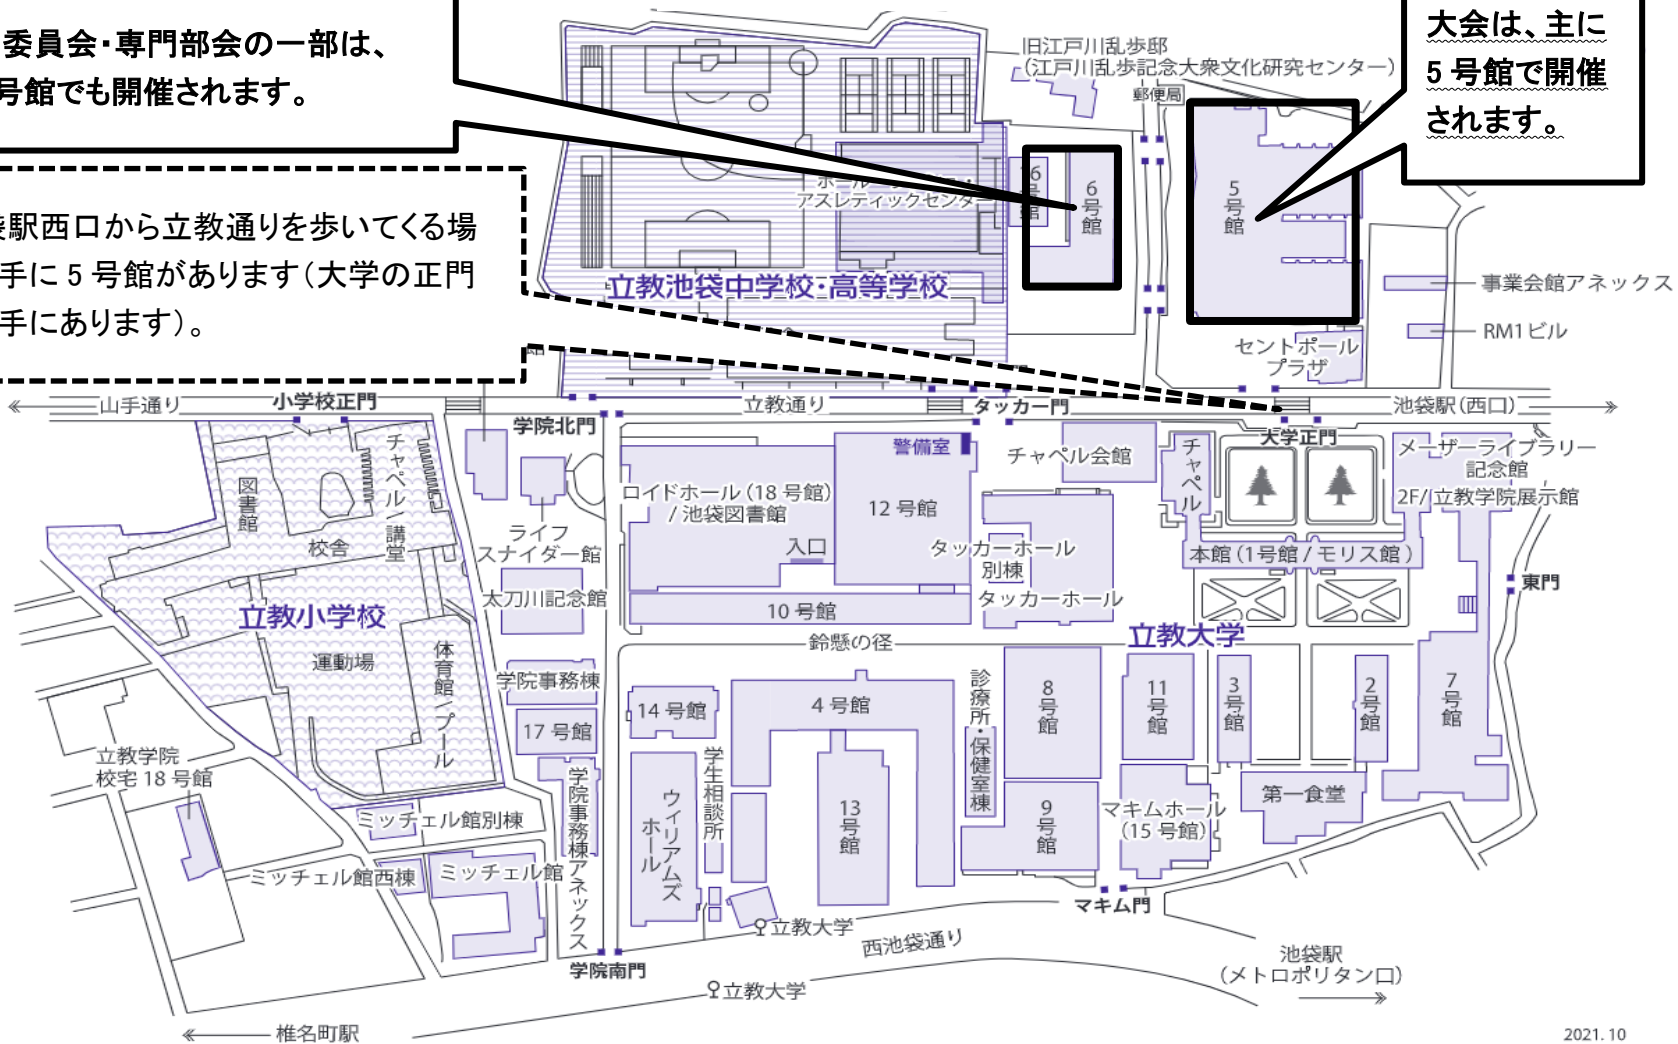 委員会・専門部会の一部は、
号館でも開催されます。
大会は、主に
5 号館で開催
されます。
駅西口から立教通りを歩いてくる場
手に 5 号館があります（大学の正門
手にあります）。
旧江戸川乱歩邸
（江戸川乱歩記念大衆文化研究センター）
郵便局
アスレティックセンター
号館
6号館
5号館
立教池袋中学校・高等学校
事業会館アネックス
RM1ビル
セントポール
プラザ
山手通り
小学校正門
学院北門
立教通り
タッカー門
大学正門
池袋駅（西口）
警備室
チャペル会館
チャペル
メーザーライブラリー
記念館
2F/ 立教学院展示館
図書館
チャペル/講堂
校舎
ロイドホール（18 号館）
/ 池袋図書館
入口
12 号館
ライフ
スナイダー館
タッカーホール
別棟
本館（1号館 / モリス館）
東門
太刀川記念館
10 号館
タッカーホール
立教小学校
鈴懸の径
立教大学
運動場
体育館/プール
学院事務棟
14 号館
4 号館
診療所・保健室棟
8号館
11号館
3号館
2号館
7号館
17 号館
立教学院
校宅 18 号館
学院事務棟アネックス
ウィリアムズ
ホール
学生相談所
13号館
9号館
マキムホール
（15 号館）
第一食堂
ミッチェル館別棟
ミッチェル館西棟
ミッチェル館
マキム門
立教大学
西池袋通り
池袋駅
（メトロポリタン口）
学院南門
立教大学
椎名町駅
2021.10